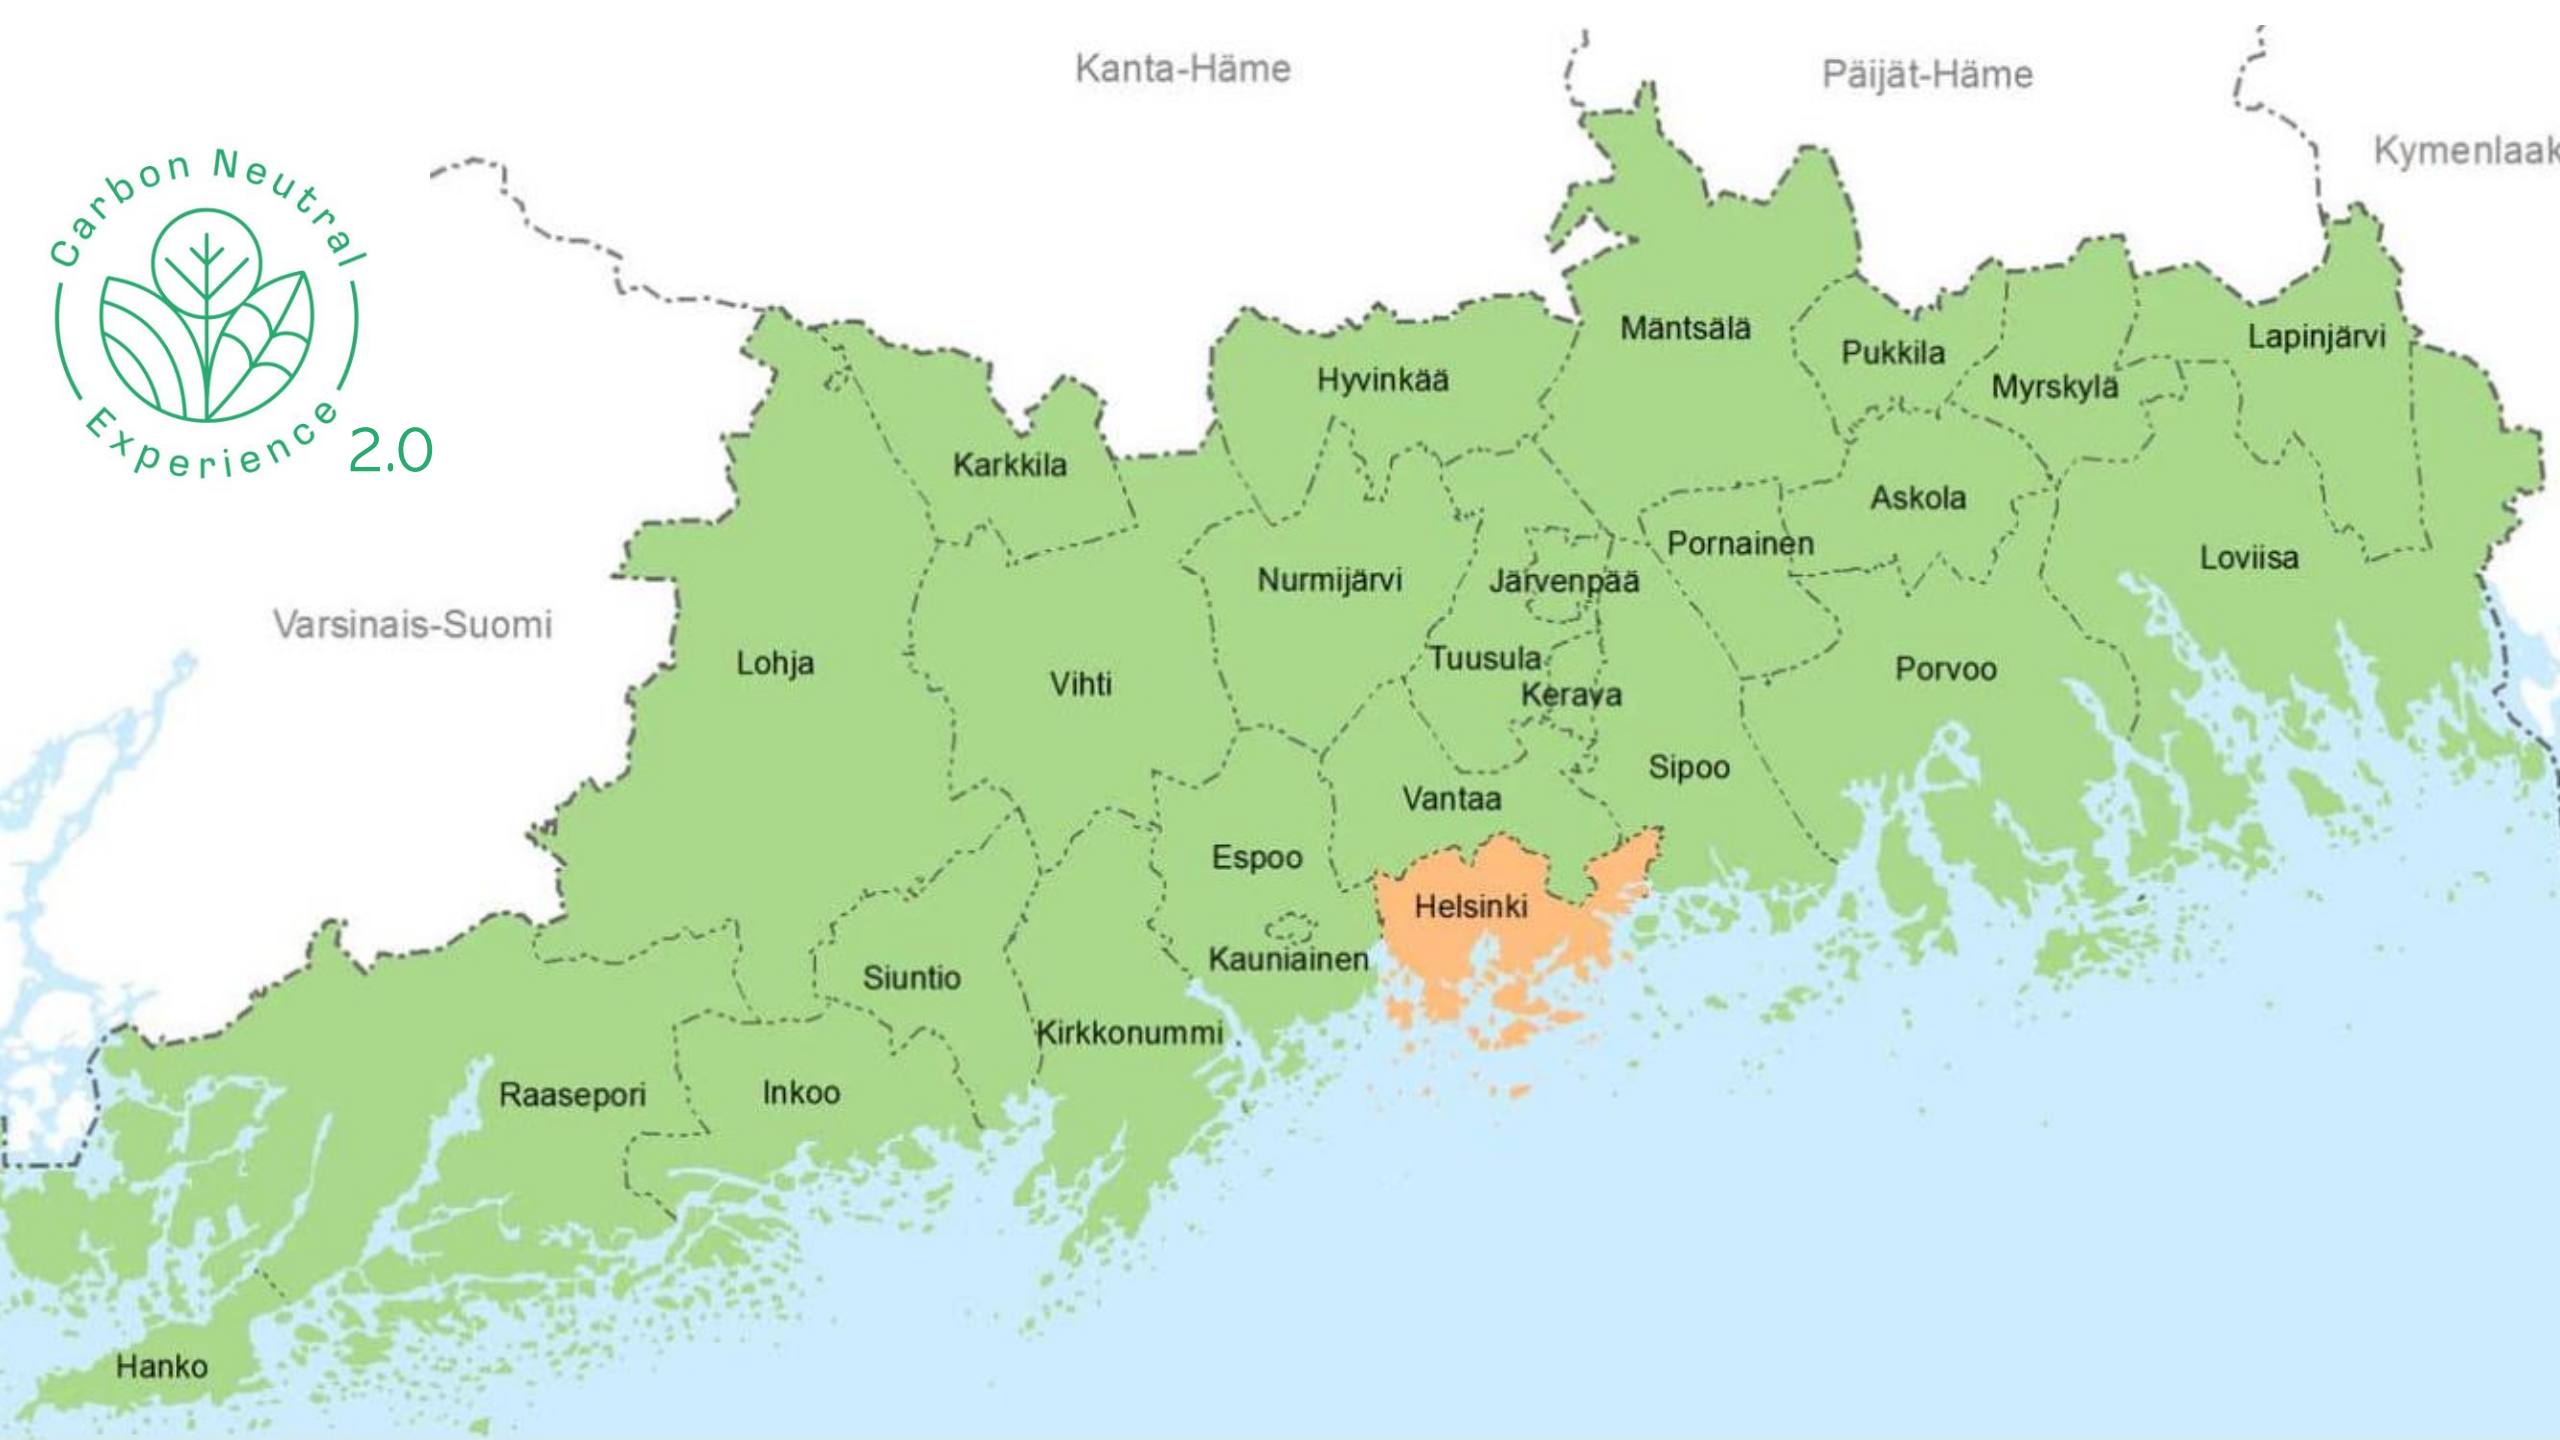 Kanta-Häme
Päijät-Häme
Kymenlaak
Carbon Neutral
Experience 2.0
Mäntsälä
Lapinjärvi
Pukkila
Hyvinkää
Myrskylä
Karkkila
Askola
Pornainen
Loviisa
Nurmijärvi
Järvenpää
Varsinais-Suomi
Lohja
Tuusula
Porvoo
Vihti
Kerava
Sipoo
Vantaa
Espoo
Helsinki
Kauniainen
Siuntio
Kirkkonummi
Raasepori
Inkoo
Hanko